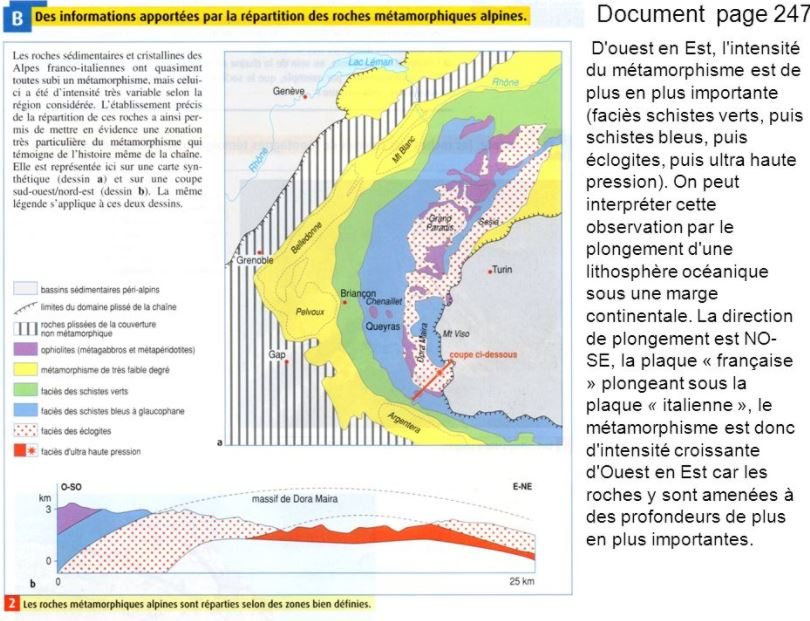 B Des informations apportées par la répartition des roches métamorphiques alpines.
Document page 247
Les roches sédimentaires et cristallines des
Alpes franco-italiennes ont quasiment
toutes subi un métamorphisme, mais celui-
ci a été d'intensité très variable selon la
région considérée. L'établissement précis
de la répartition de ces roches a ainsi per-
mis de mettre en évidence une zonation
très particulière du métamorphisme qui
témoigne de l'histoire même de la chaîne.
Elle est représentée ici sur une carte syn-
thétique (dessin a) et sur une coupe
sud-ouest/nord-est (dessin b). La même
légende s'applique à ces deux dessins.
bassins sédimentaires péri-alpins
limites du domaine plissé de la chaîne
roches plissées de la couverture
non métamorphique
ophiolites (métagabbros et métapéridotites)
métamorphisme de très faible degré
faciès des schistes verts
faciès des schistes bleus à glaucophane
faciès des éclogites
faciès d'ultra haute pression
Lac Léman
Genève
Rhône
Rhône
Mt Blanc
Grand
Paradis
Sesia
Belledonne
Grenoble
Turin
Briançon
Chenaillet
Pelvoux
Queyras
Dora Maira
Mt Viso
Gap
coupe ci-dessous
Argentera
a
O-SO
E-NE
km
3
massif de Dora Maira
0
b
0
25 km
2 Les roches métamorphiques alpines sont réparties selon des zones bien définies.
D'ouest en Est, l'intensité
du métamorphisme est de
plus en plus importante
(faciès schistes verts, puis
schistes bleus, puis
éclogites, puis ultra haute
pression). On peut
interpréter cette
observation par le
plongement d'une
lithosphère océanique
sous une marge
continentale. La direction
de plongement est NO-
SE, la plaque « française
» plongeant sous la
plaque « italienne », le
métamorphisme est donc
d'intensité croissante
d'Ouest en Est car les
roches y sont amenées à
des profondeurs de plus
en plus importantes.